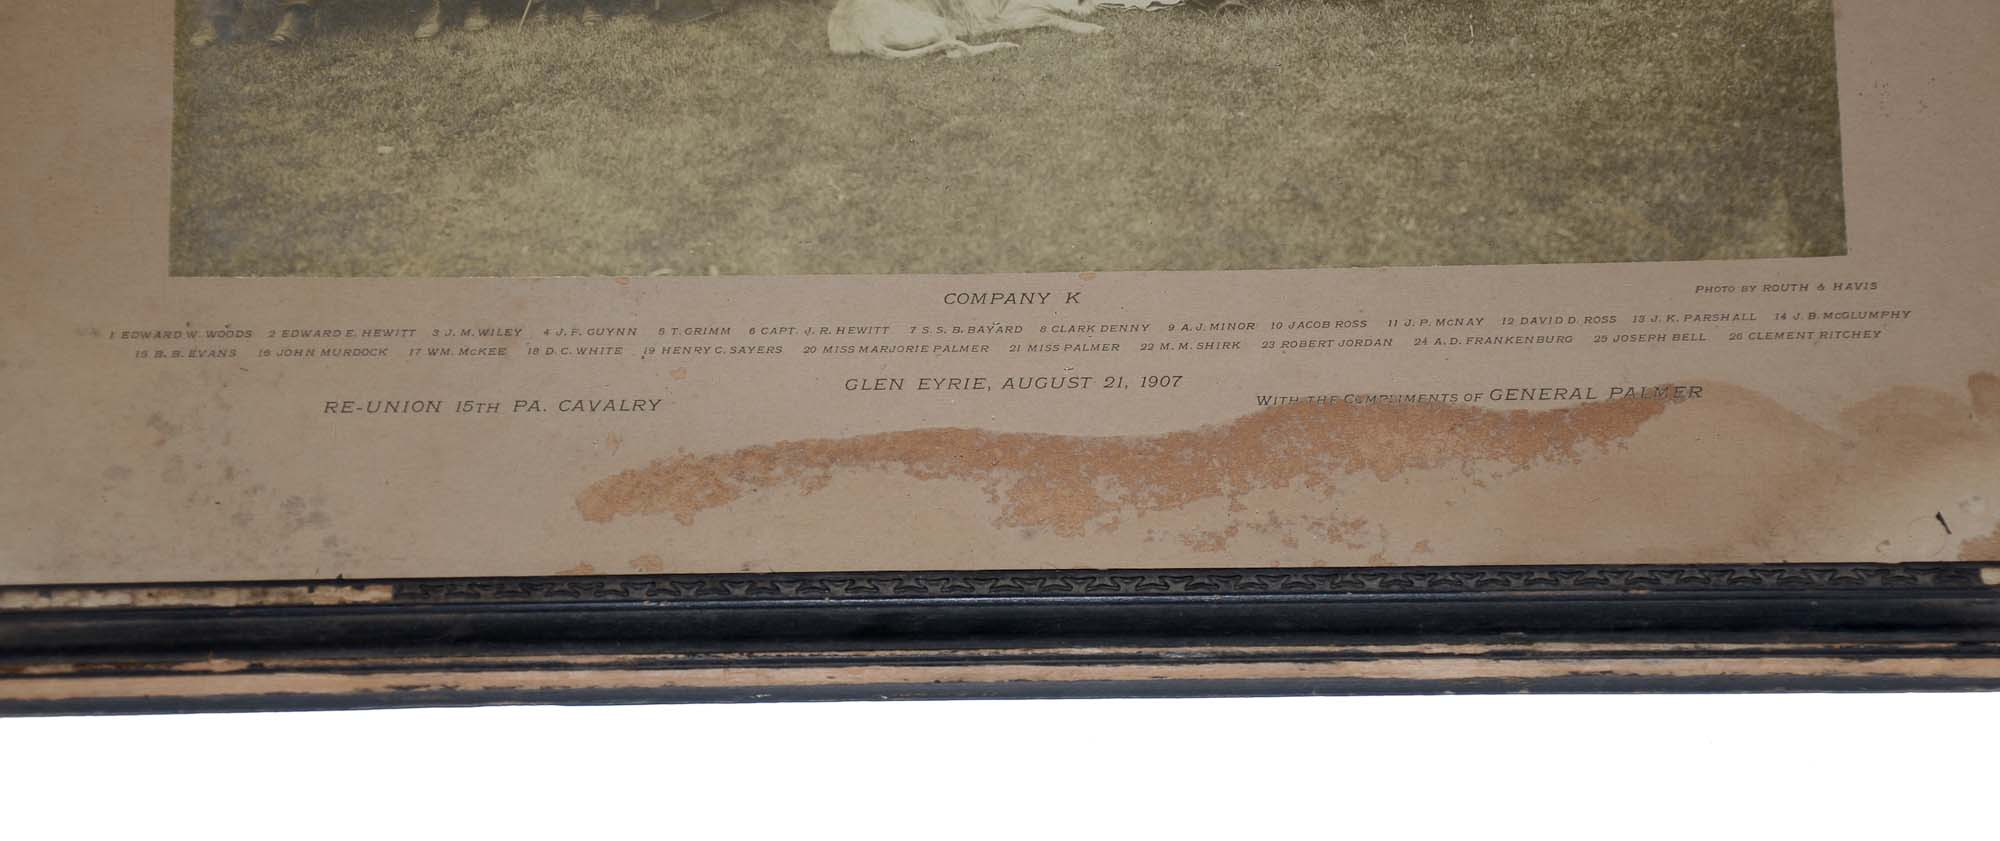 COMPANY K
PHOTO BY ROUTH & HAVIS
1 EDWARD W. WOODS 2 EDWARD E. HEWITT 3 J. M. WILEY 4 J. F. GUYNN 5 T. GRIMM 6 CAPT. J. R. HEWITT 7 S. S. B. BAYARD 8 CLARK DENNY 9 A. J. MINOR 10 JACOB ROSS 11 J. P. MCNAY 12 DAVID D. ROSS 13 J. K. PARSHALL 14 J. B. MCGLUMPHY
15 B. B. EVANS 16 JOHN MURDOCK 17 WM. MCKEE 18 D. C. WHITE 19 HENRY C. SAYERS 20 MISS MARJORIE PALMER 21 MISS PALMER 22 M. M. SHIRK 23 ROBERT JORDAN 24 A. D. FRANKENBURG 25 JOSEPH BELL 26 CLEMENT RITCHEY
GLEN EYRIE, AUGUST 21, 1907
RE-UNION 15TH PA. CAVALRY
WITH THE COMPLIMENTS OF GENERAL PALMER